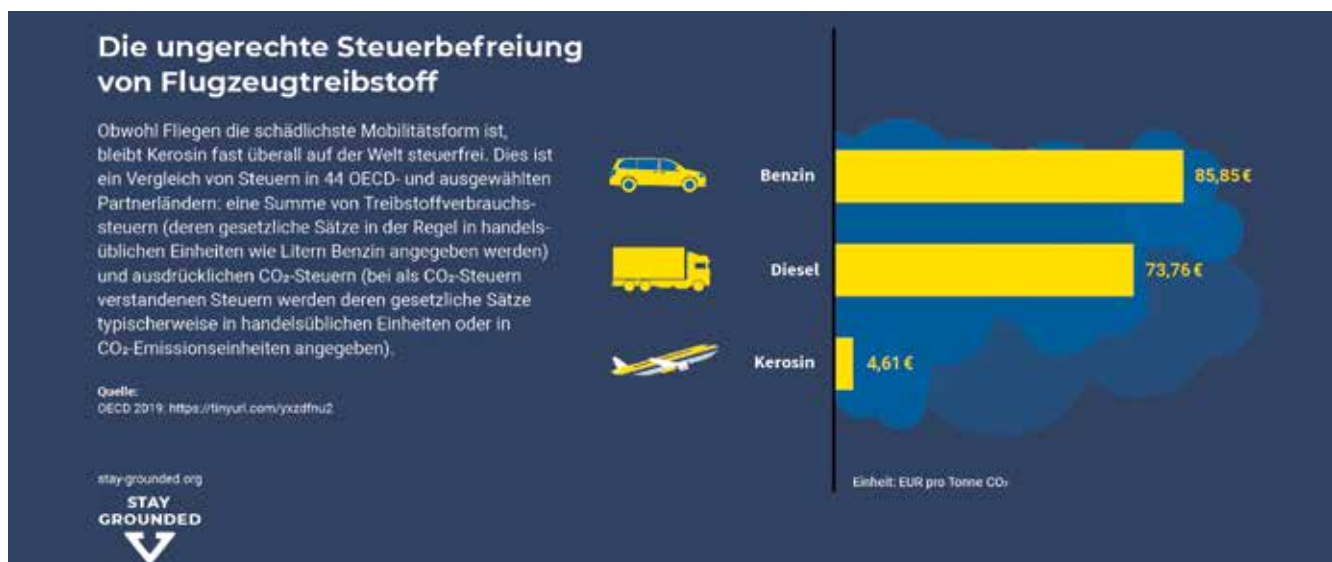 Die ungerechte Steuerbefreiung
von Flugzeugtreibstoff
Obwohl Fliegen die schädlichste Mobilitätsform ist,
bleibt Kerosin fast überall auf der Welt steuerfrei. Dies ist
ein Vergleich von Steuern in 44 OECD- und ausgewählten
Partnerländern: eine Summe von Treibstoffverbrauchs-
steuern (deren gesetzliche Sätze in der Regel in handels-
üblichen Einheiten wie Litern Benzin angegeben werden)
und ausdrücklichen CO₂-Steuern (bei als CO₂-Steuern
verstandenen Steuern werden deren gesetzliche Sätze
typischerweise in handelsüblichen Einheiten oder in
CO₂-Emissionseinheiten angegeben).
Quelle:
OECD 2019: https://tinyurl.com/yxzdfnu2
stay-grounded.org
STAY
GROUNDED
Benzin
85,85 €
Diesel
73,76 €
Kerosin
4,61 €
Einheit: EUR pro Tonne CO₂